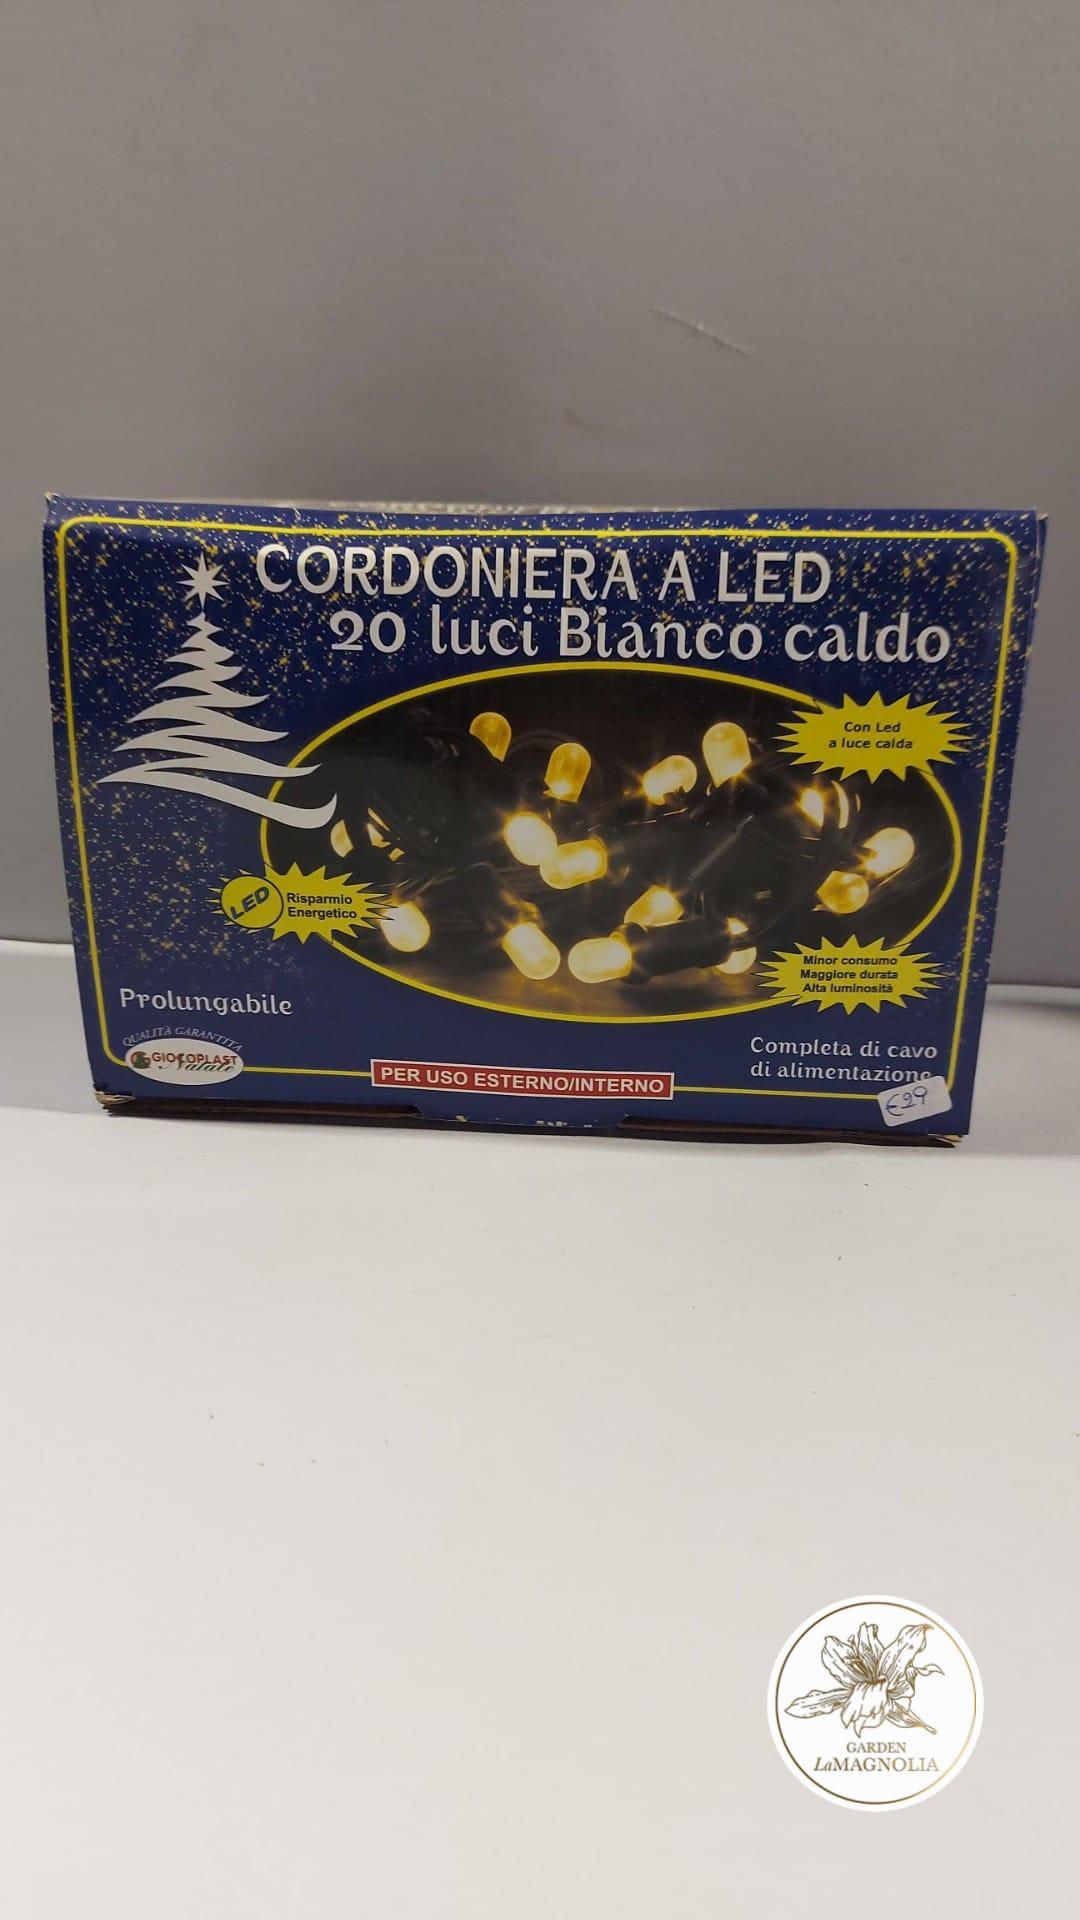 CORDONIERA A LED
20 luci Bianco caldo
Con Led
a luce calda
LED
Risparmio
Energetico
Minor consumo
Maggiore durata
Alta luminosità
Prolungabile
QUALITÀ GARANTITA
GIOCOPLAST
Natale
PER USO ESTERNO/INTERNO
Completa di cavo
di alimentazione
€29
GARDEN
LaMAGNOLIA